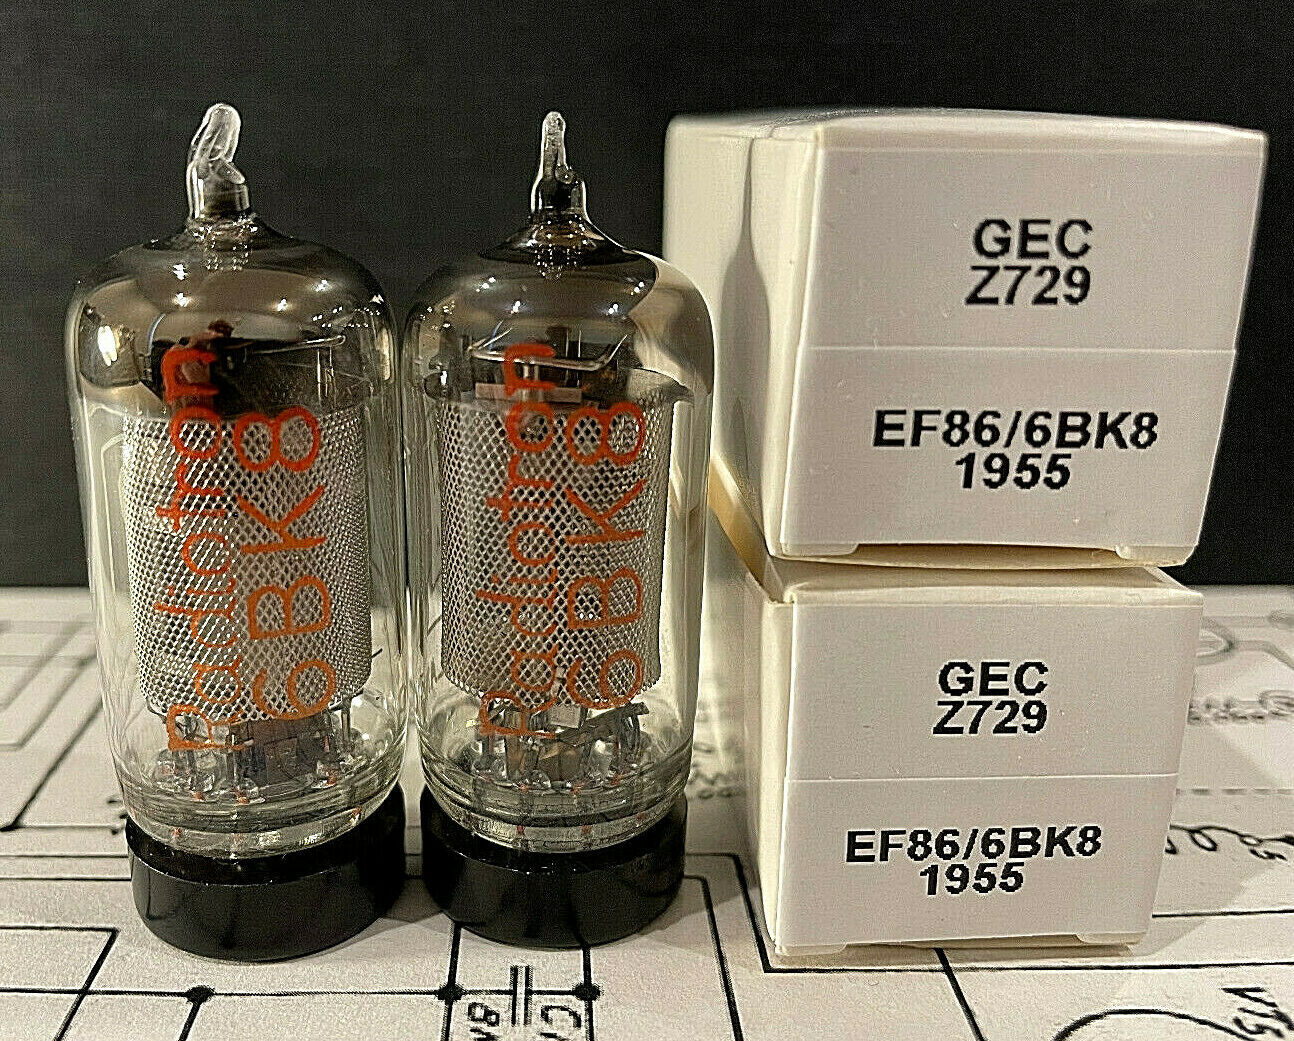 Radiotron
6BK8
Radiotron
6BK8
GEC
Z729
EF86/6BK8
1955
GEC
Z729
EF86/6BK8
1955